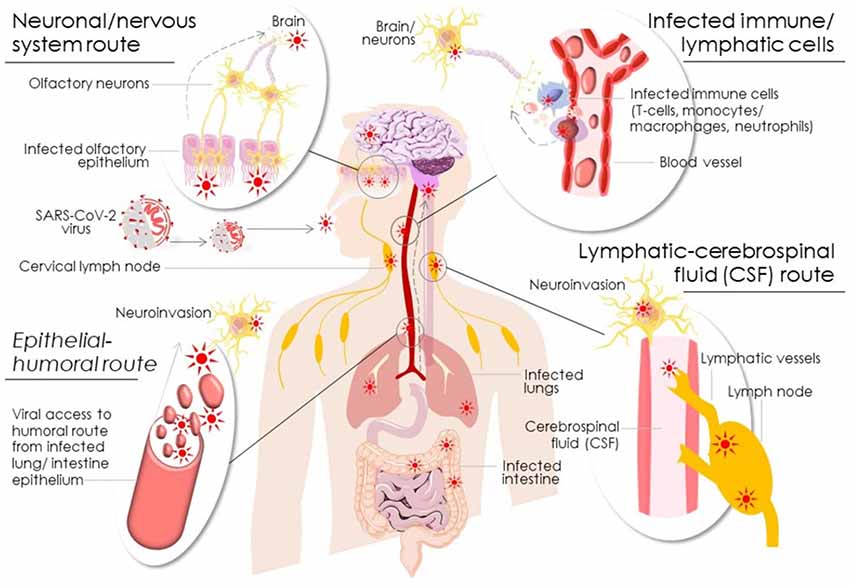 Neuronal/nervous
system route
Brain
Olfactory neurons
Infected olfactory
epithelium
SARS-CoV-2
virus
Cervical lymph node
Brain/
neurons
Infected immune/
lymphatic cells
Infected immune cells
(T-cells, monocytes/
macrophages, neutrophils)
Blood vessel
Neuroinvasion
Epithelial-
humoral route
Viral access to
humoral route
from infected
lung/ intestine
epithelium
Infected
lungs
Infected
intestine
Lymphatic-cerebrospinal
fluid (CSF) route
Neuroinvasion
Lymphatic vessels
Lymph node
Cerebrospinal
fluid (CSF)